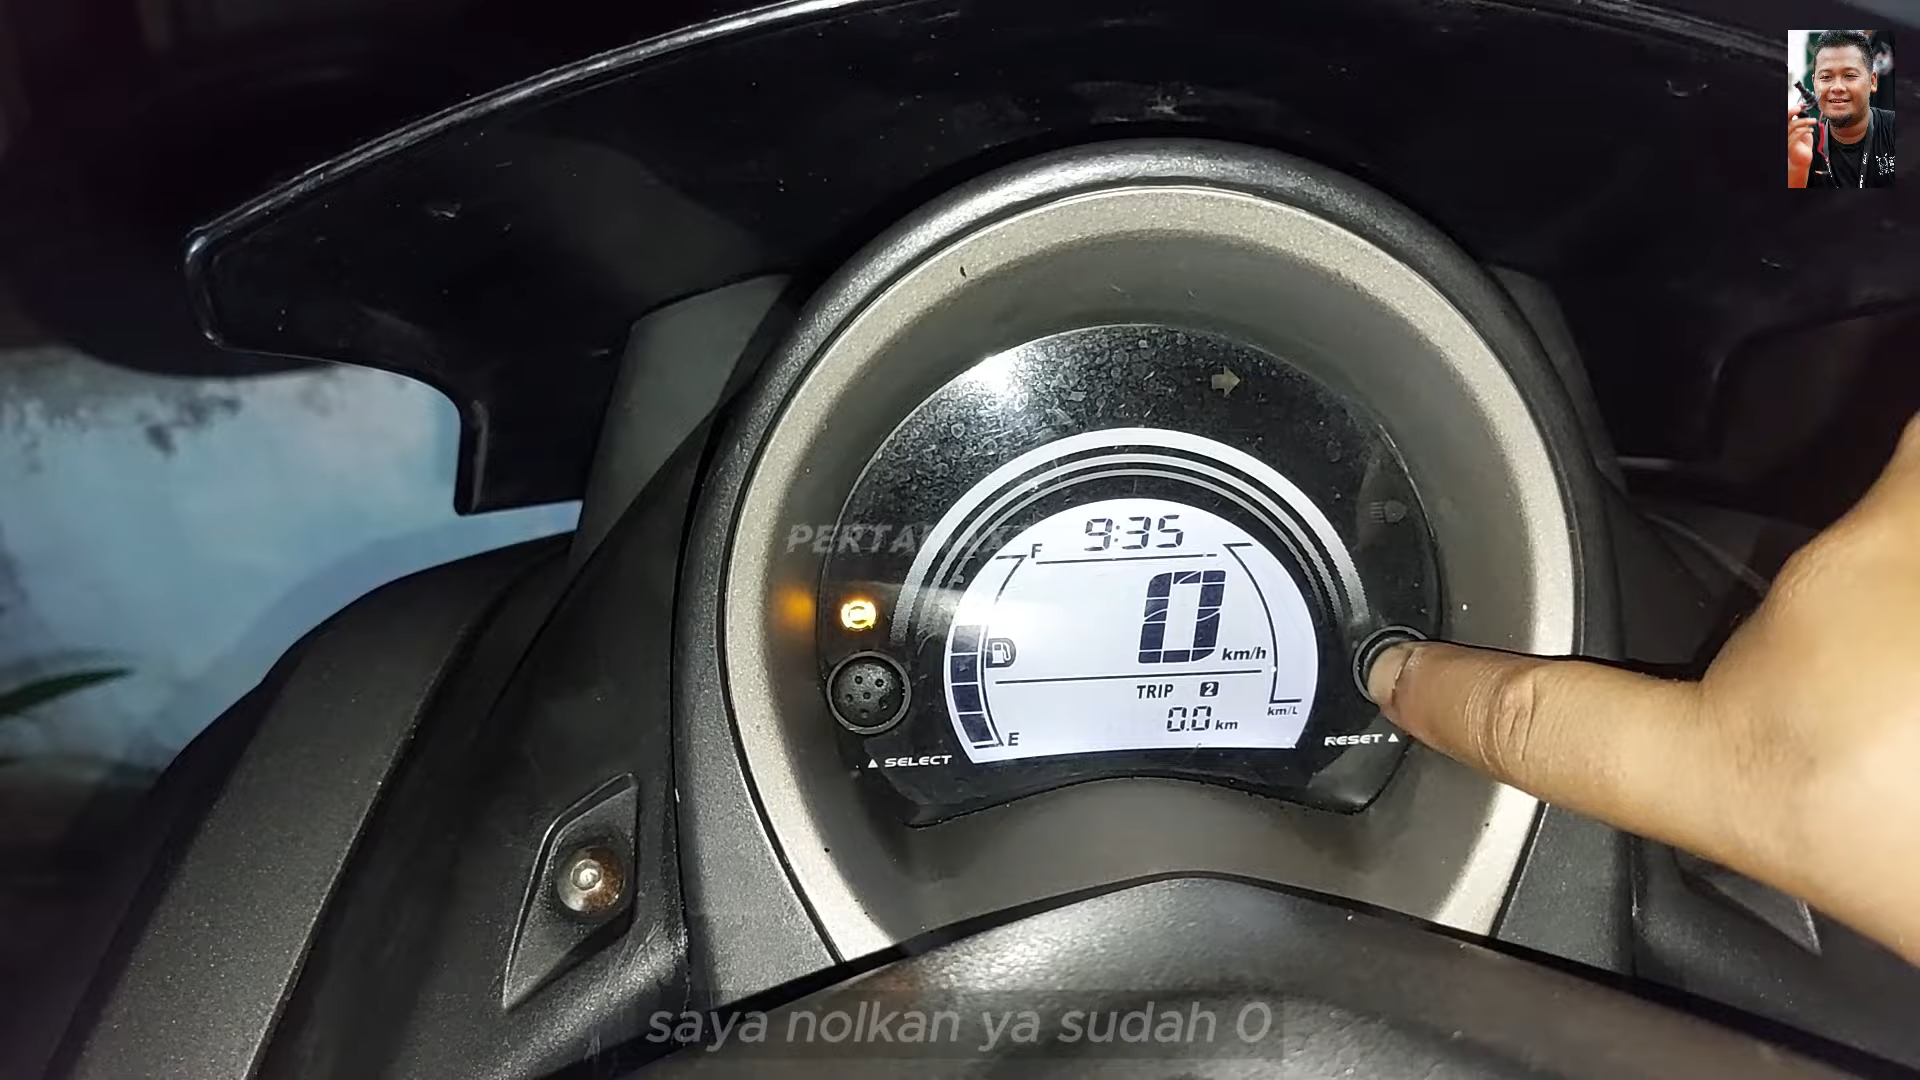 9:35
F
0 km/h
TRIP 2
0.0 km
km/L
E
RESET ▲
▲ SELECT
saya nolkan ya sudah 0